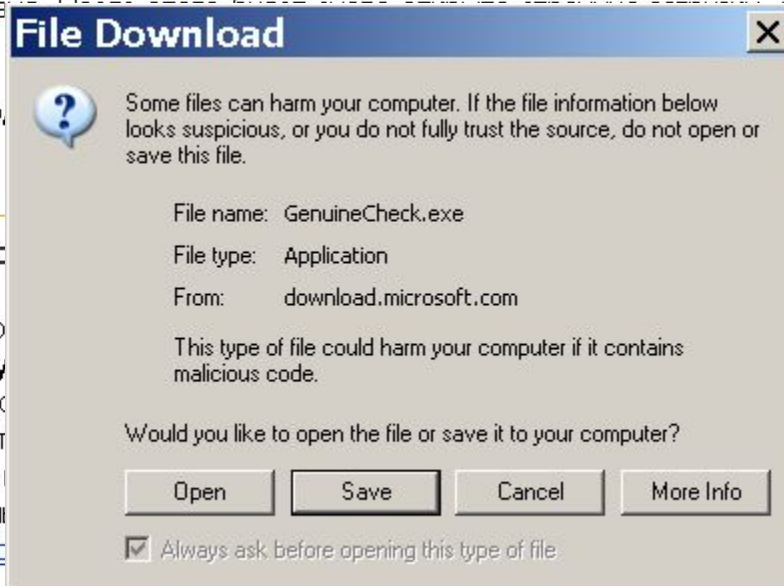 File Download
Some files can harm your computer. If the file information below
looks suspicious, or you do not fully trust the source, do not open or
save this file.
File name: GenuineCheck.exe
File type: Application
From: download.microsoft.com
This type of file could harm your computer if it contains
malicious code.
Would you like to open the file or save it to your computer?
Open Save Cancel More Info
Always ask before opening this type of file